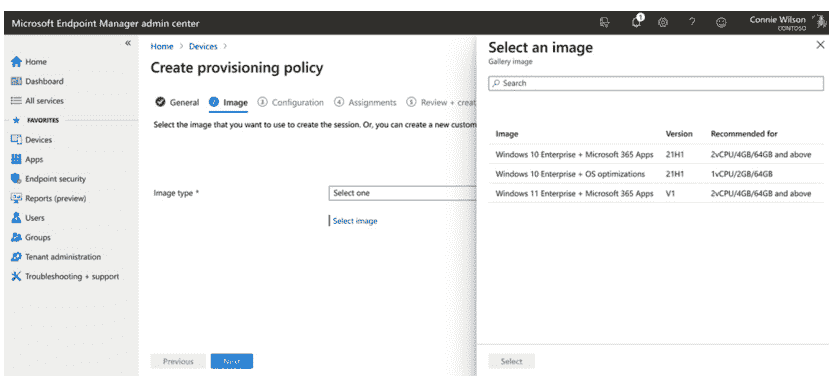 Microsoft Endpoint Manager admin center
1
?
Connie Wilson
CONTOSO
«
Home
Dashboard
All services
FAVORITES
Devices
Apps
Endpoint security
Reports (preview)
Users
Groups
Tenant administration
Troubleshooting + support
Home > Devices >
Create provisioning policy
General
2 Image
3 Configuration
4 Assignments
5 Review + creat
Select the image that you want to use to create the session. Or, you can create a new custom
Image type *
Select one
Select image
Previous
Next
Select an image
Gallery image
Search
Image Version Recommended for
Windows 10 Enterprise + Microsoft 365 Apps 21H1 2vCPU/4GB/64GB and above
Windows 10 Enterprise + OS optimizations 21H1 1vCPU/2GB/64GB
Windows 11 Enterprise + Microsoft 365 Apps V1 2vCPU/4GB/64GB and above
Select